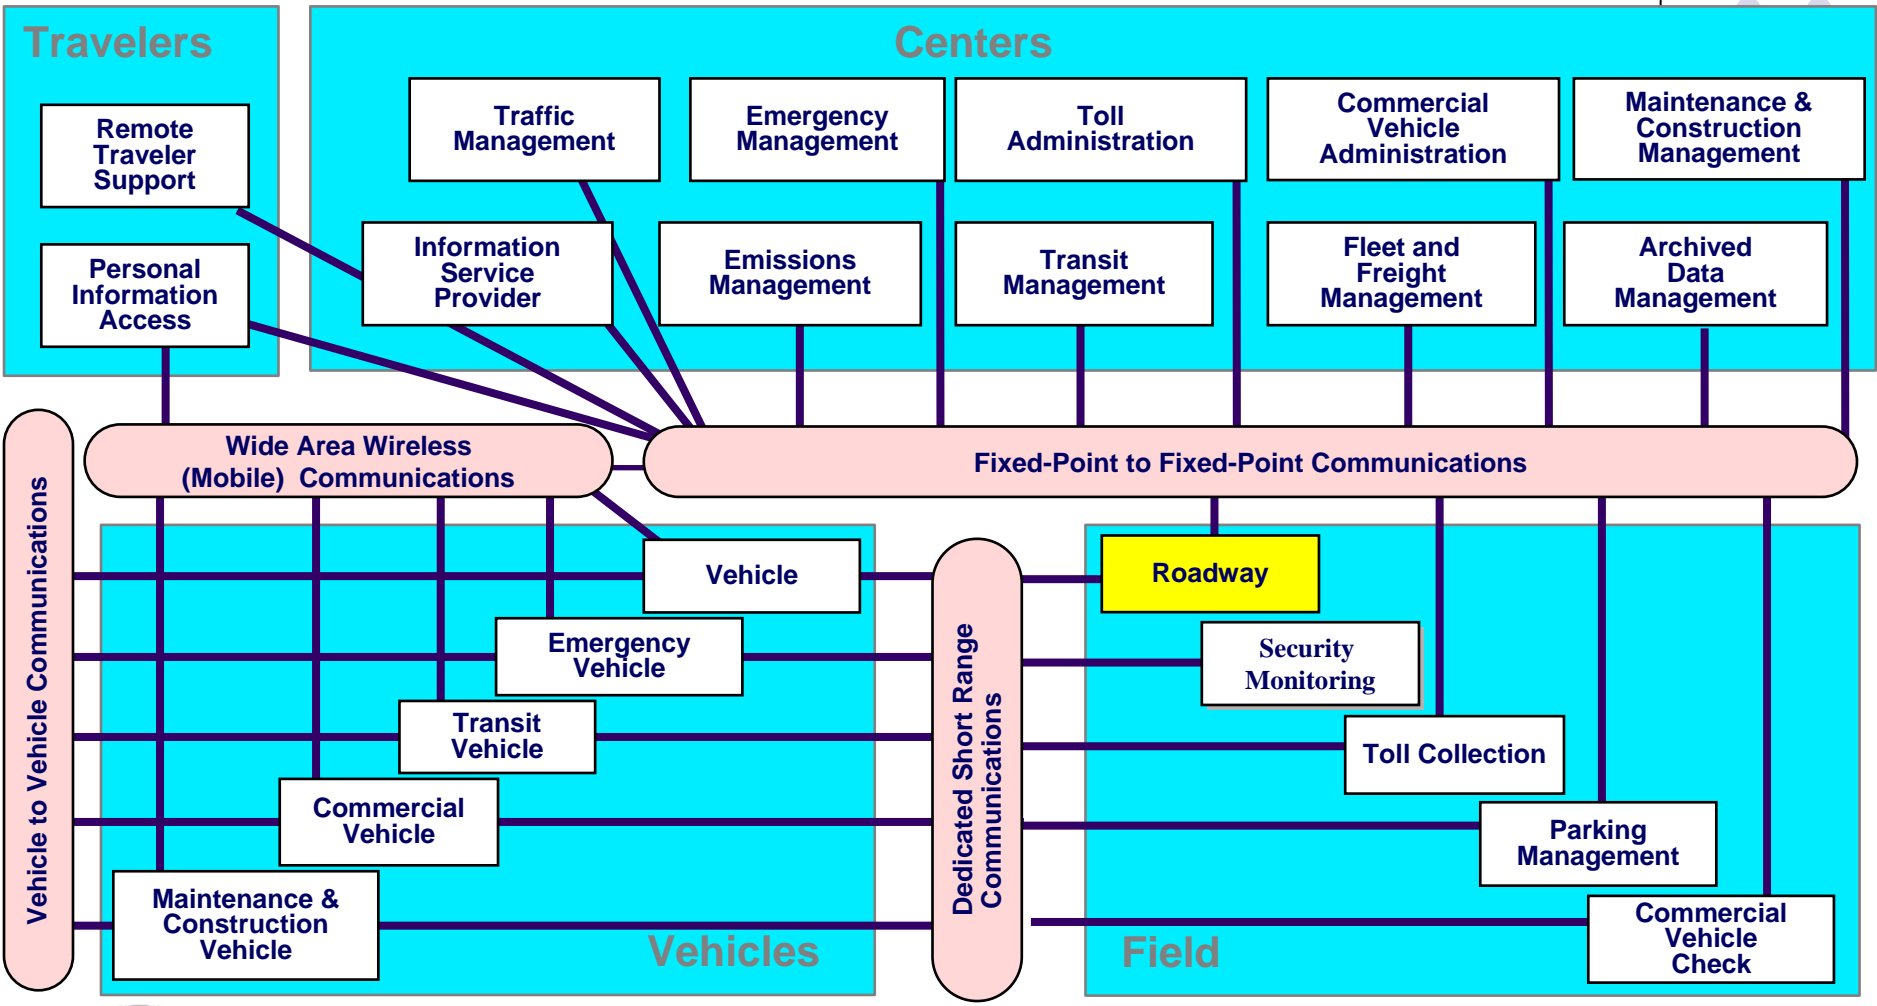 Travelers
Centers
Remote
Traveler
Support
Personal
Information
Access
Traffic
Management
Emergency
Management
Toll
Administration
Commercial
Vehicle
Administration
Maintenance &
Construction
Management
Information
Service
Provider
Emissions
Management
Transit
Management
Fleet and
Freight
Management
Archived
Data
Management
Wide Area Wireless
(Mobile)  Communications
Fixed-Point to Fixed-Point Communications
Vehicle to Vehicle Communications
Vehicle
Emergency
Vehicle
Transit
Vehicle
Commercial
Vehicle
Maintenance &
Construction
Vehicle
Vehicles
Dedicated Short Range
Communications
Roadway
Security
Monitoring
Toll Collection
Parking
Management
Commercial
Vehicle
Check
Field